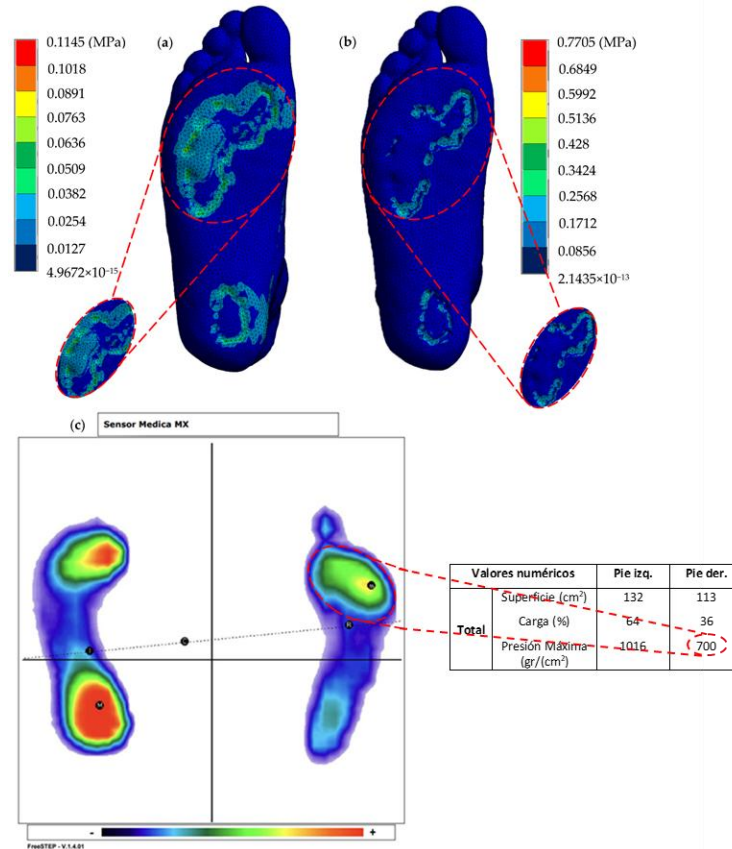 0.1145 (MPa)
0.1018
0.0891
0.0763
0.0636
0.0509
0.0382
0.0254
0.0127
4.9672×10⁻¹⁵
(a)
(b)
0.7705 (MPa)
0.6849
0.5992
0.5136
0.428
0.3424
0.2568
0.1712
0.0856
2.1435×10⁻¹³
(c)
Sensor Medica MX
M
C
Valores numéricos Pie izq. Pie der.
Total
Superficie (cm²) 132 113
Carga (%) 64 36
Presión Máxima (gr/(cm²) 1016 700
- +
FreeSTEP - V.1.4.01